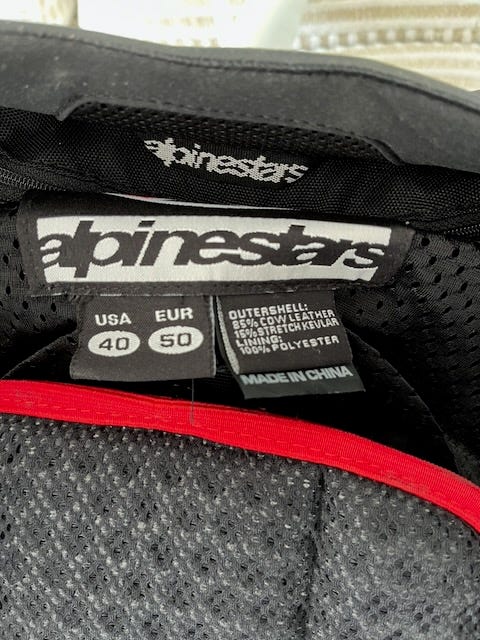 alpinestars
alpinestars
USA EUR
40 50
OUTERSHELL:
85% COW LEATHER
15% STRETCH KEVLAR
LINING:
100% POLYESTER
MADE IN CHINA